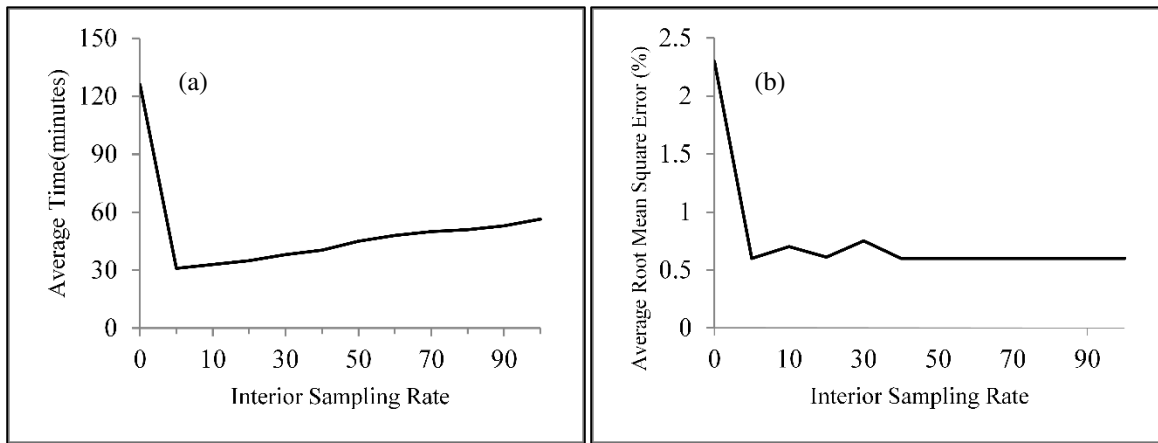 150
120
90
60
30
0
Average Time(minutes)
(a)
0 10 30 50 70 90
Interior Sampling Rate
2.5
2
1.5
1
0.5
0
Average Root Mean Square Error (%)
(b)
0 10 30 50 70 90
Interior Sampling Rate